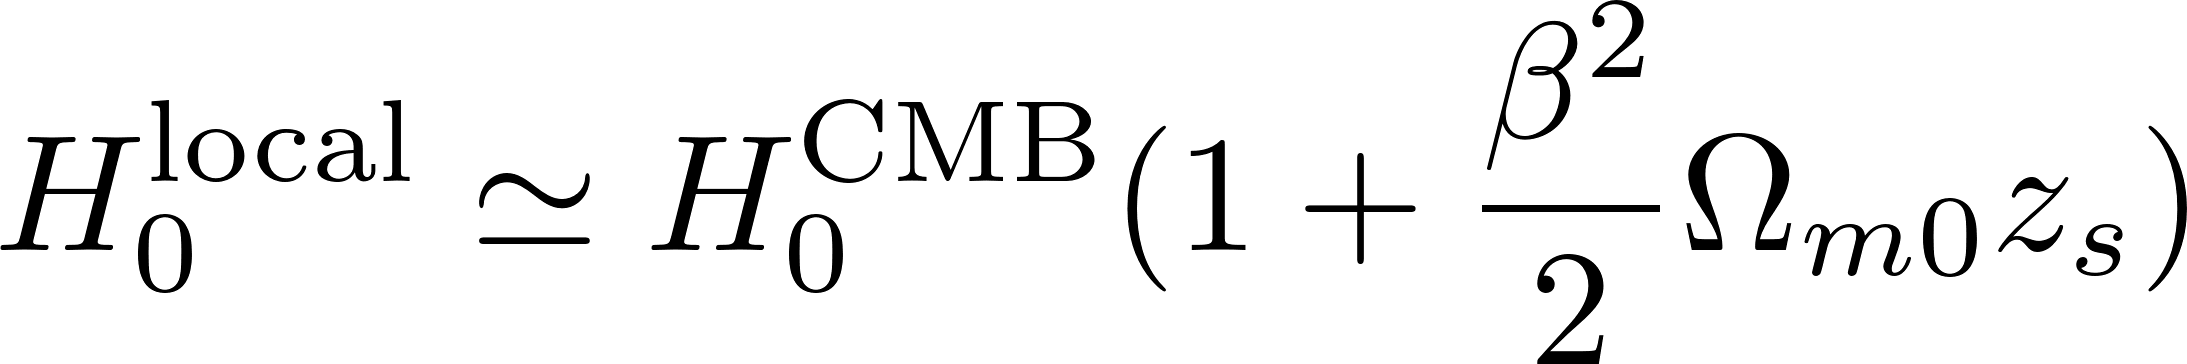 $H_0^{\mathrm{local}} \simeq H_0^{\mathrm{CMB}}(1 + \frac{\beta^2}{2}\Omega_{m0}z_s)$